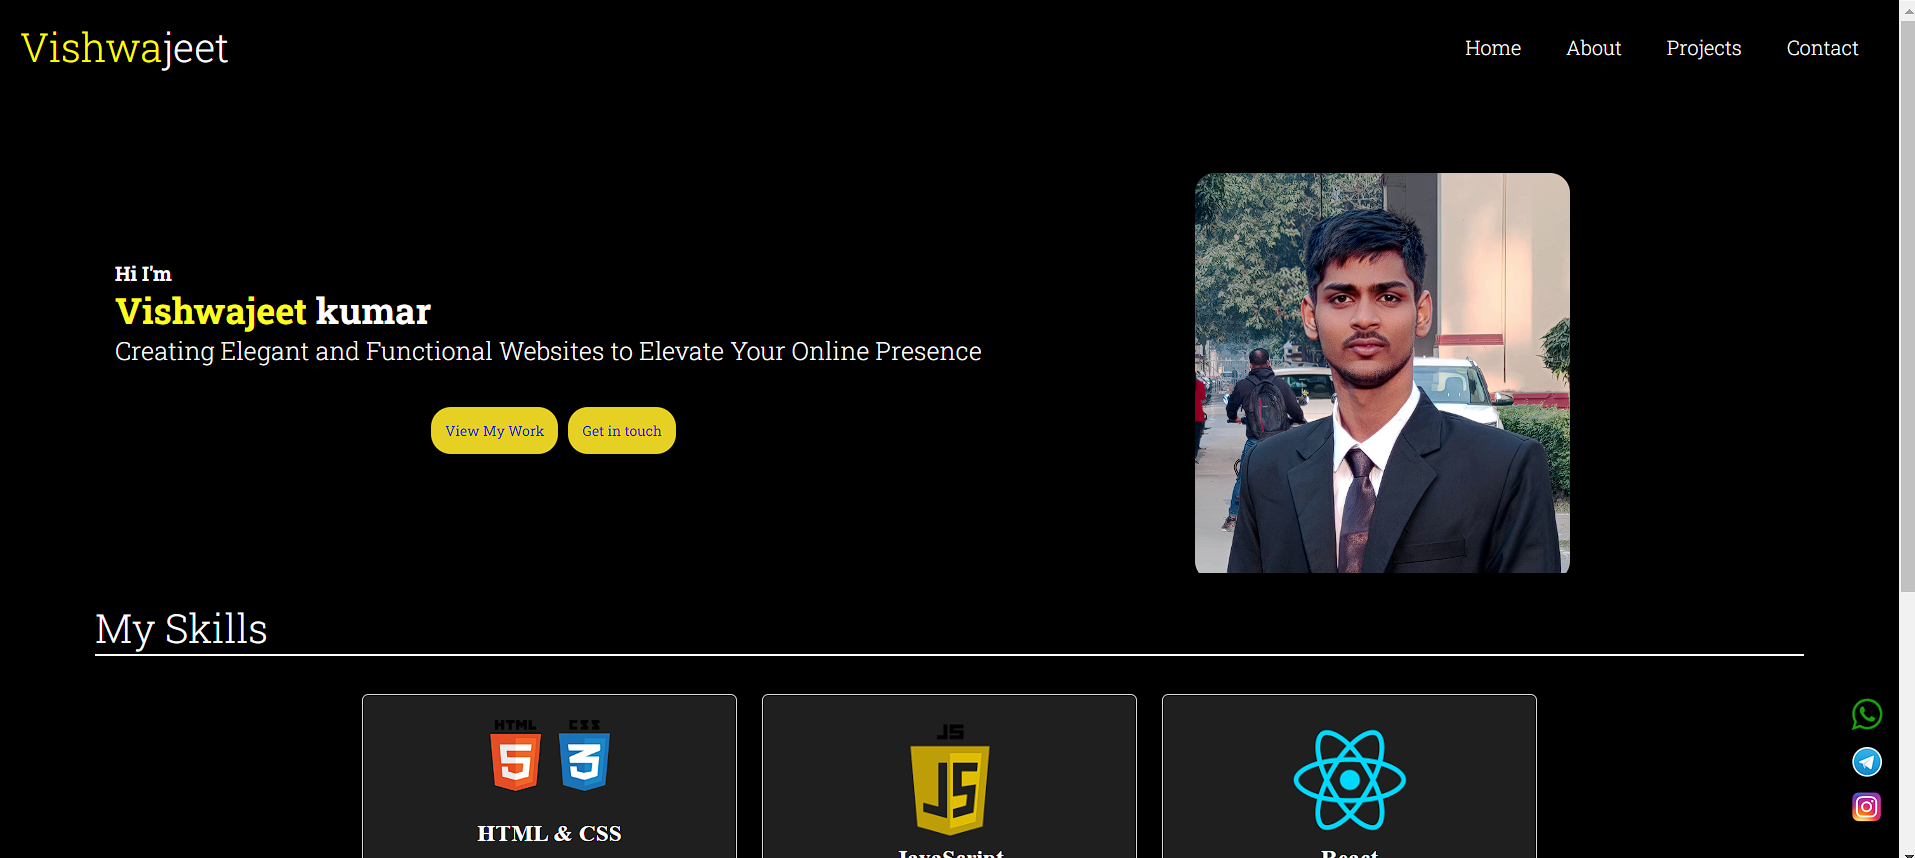 Vishwajeet
Home About Projects Contact
Hi I'm
Vishwajeet kumar
Creating Elegant and Functional Websites to Elevate Your Online Presence
View My Work Get in touch
My Skills
HTML CSS
5 3
HTML & CSS
JS
JS
JavaScript
React